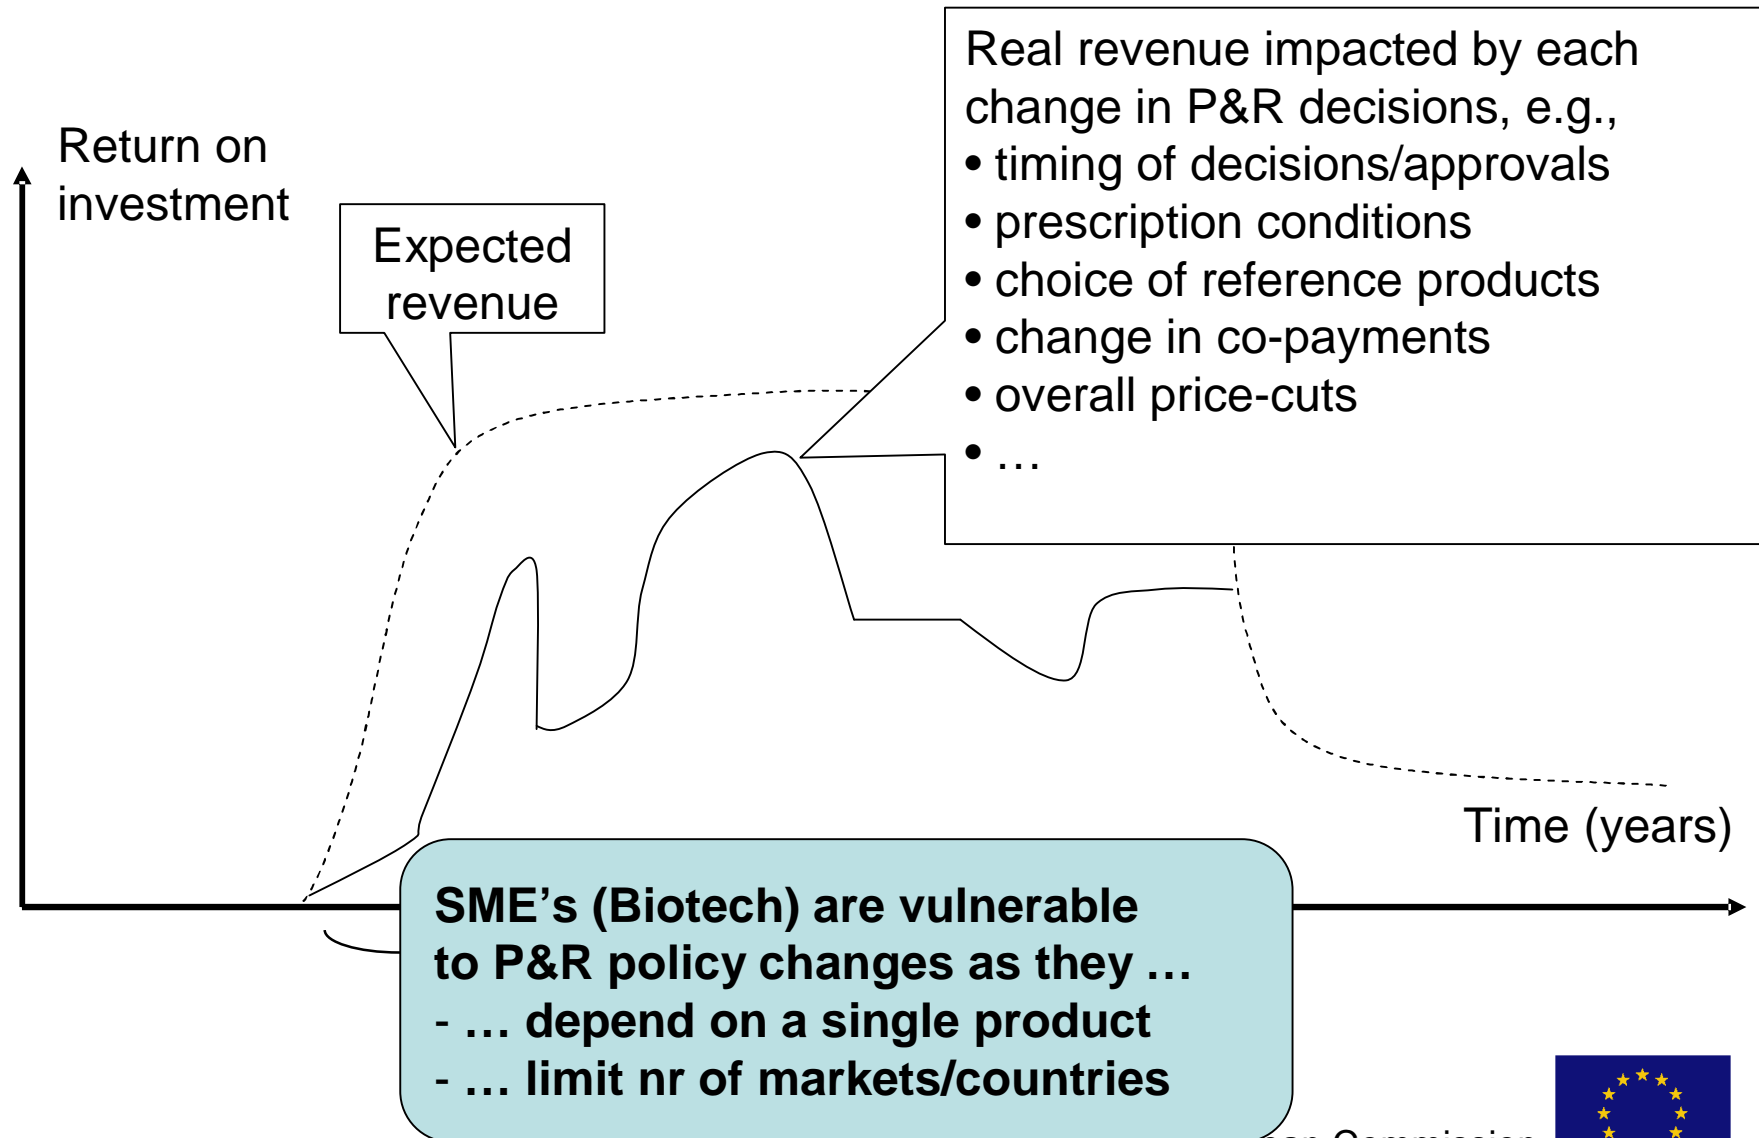 Real revenue impacted by each
change in P&R decisions, e.g.,
• timing of decisions/approvals
• prescription conditions
• choice of reference products
• change in co-payments
• overall price-cuts
• …
Return on
investment
Expected
revenue
Time (years)
SME's (Biotech) are vulnerable
to P&R policy changes as they …
- … depend on a single product
- … limit nr of markets/countries
Commission